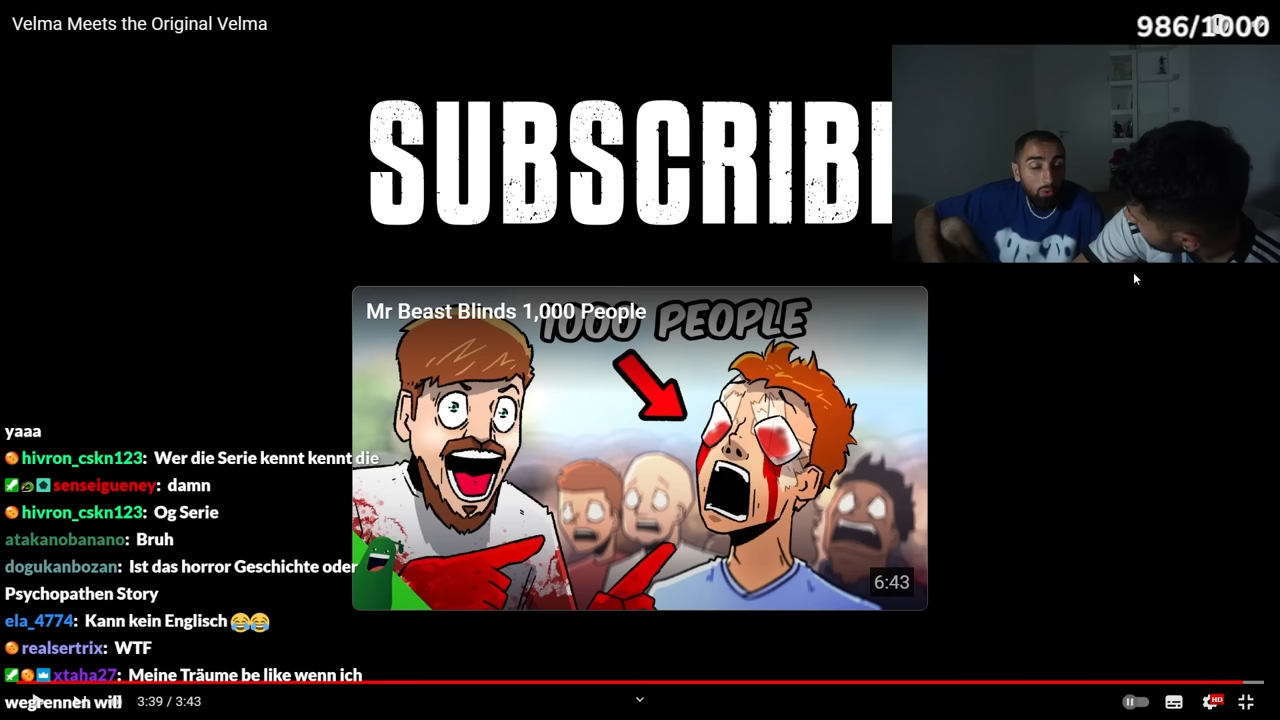 Velma Meets the Original Velma
986/1000
SUBSCRIBE
Mr Beast Blinds 1,000 People
1000 PEOPLE
6:43
yaaa
hivron_cskn123: Wer die Serie kennt kennt die
senseigueney: damn
hivron_cskn123: Og Serie
atakanobanano: Bruh
dogukanbozan: Ist das horror Geschichte oder
Psychopathen Story
ela_4774: Kann kein Englisch 😂😂
realsertrix: WTF
xtaha27: Meine Träume be like wenn ich
wegrennen will
3:39 / 3:43
HD